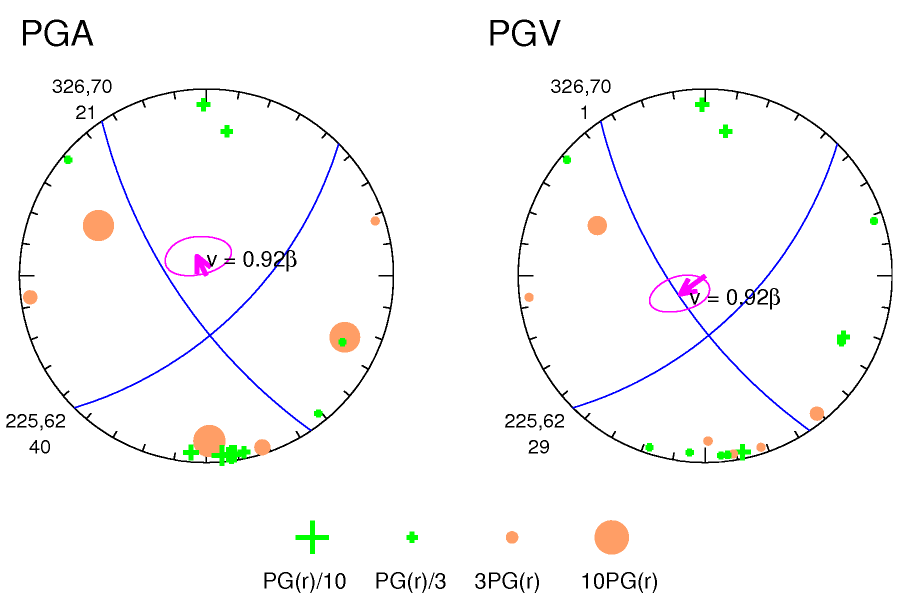 PGA
PGV
326,70
21
326,70
1
v = 0.92β
v = 0.92β
225,62
40
225,62
29
PG(r)/10
PG(r)/3
3PG(r)
10PG(r)